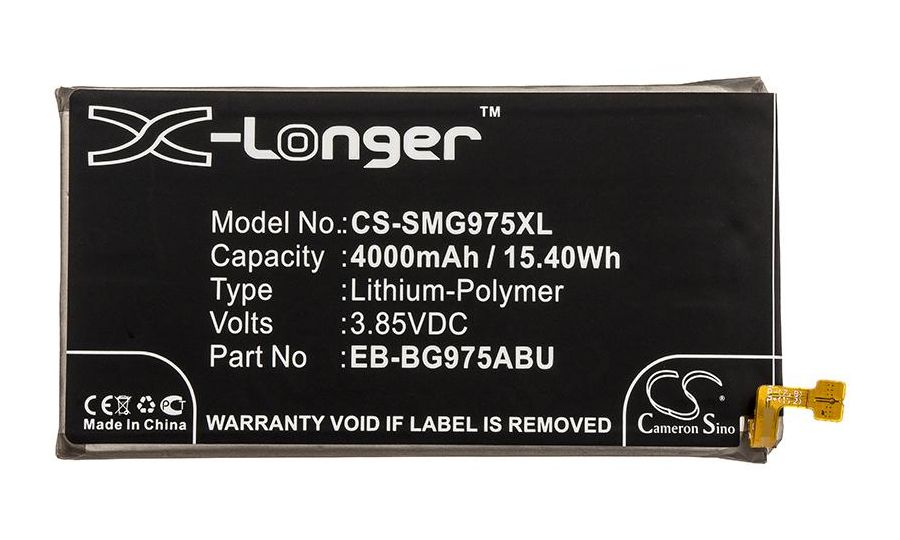 X-Longer™
Model No.: CS-SMG975XL
Capacity : 4000mAh / 15.40Wh
Type : Lithium-Polymer
Volts : 3.85VDC
Part No : EB-BG975ABU
CE
Made In China
WARRANTY VOID IF LABEL IS REMOVED
CS
Cameron Sino